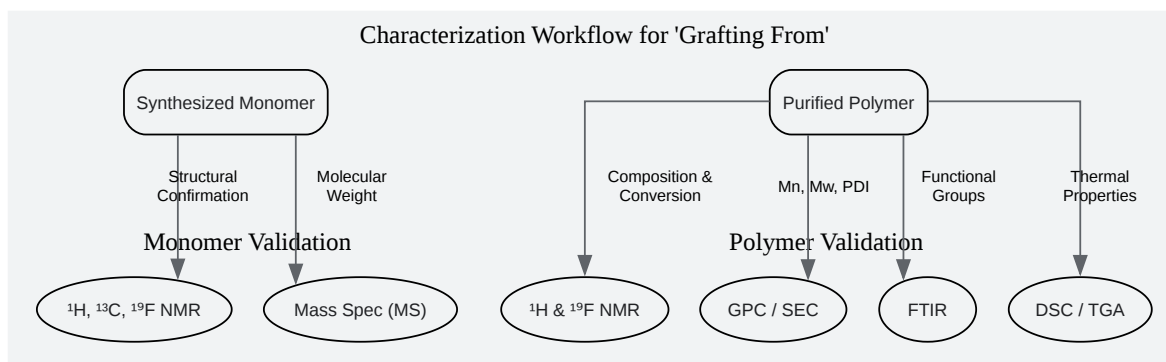 Characterization Workflow for 'Grafting From'
Synthesized Monomer
Purified Polymer
Structural
Confirmation
Molecular
Weight
Composition &
Conversion
Mn, Mw, PDI
Functional
Groups
Thermal
Properties
Monomer Validation
Polymer Validation
¹H, ¹³C, ¹⁹F NMR
Mass Spec (MS)
¹H & ¹⁹F NMR
GPC / SEC
FTIR
DSC / TGA